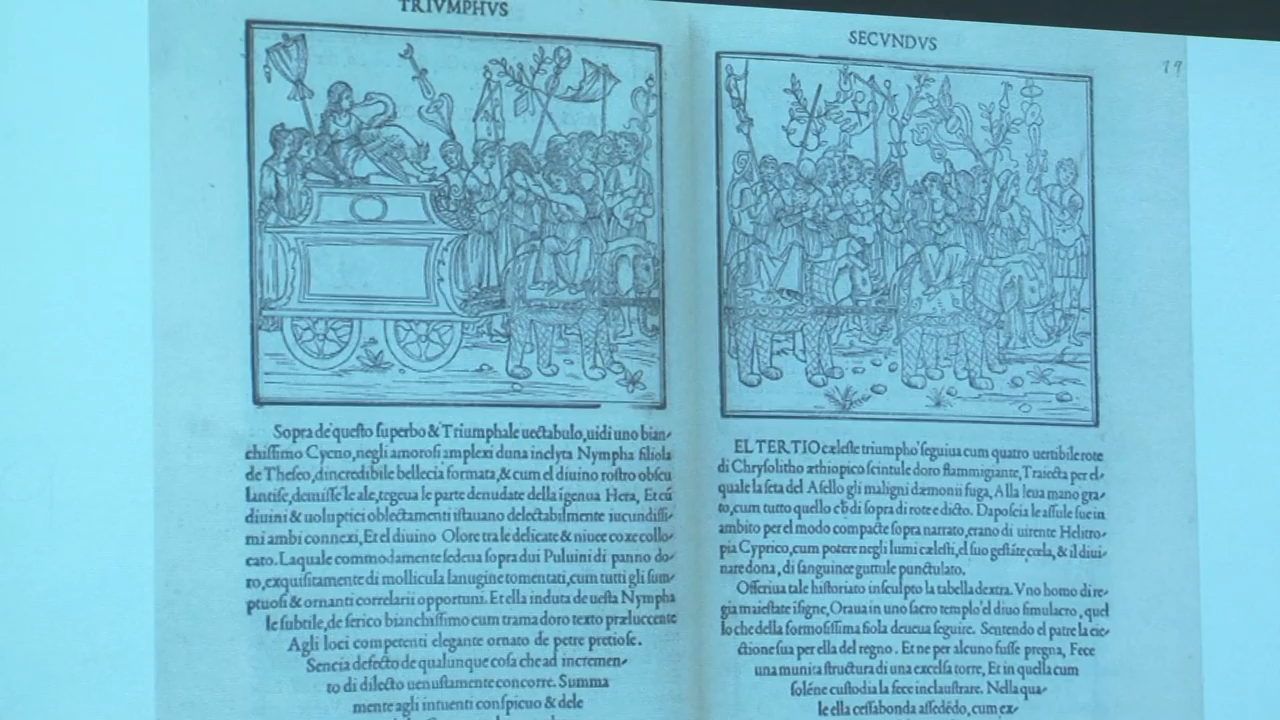 TRIVMPHVS
Sopra de questo superbo & Triumphale uectabulo, uidi uno bian-
chissimo Cycno, negli amorosi amplexi duna inclyta Nympha filiola
de Theseo, dincredibile bellecia formata, & cum el diuino rostro obscu
lantise, demisse le ale, tegeua le parte denudate della igenua Hera, Et cū
diuini & uoluptici oblectamenti istauano delectabilmente iucundissi-
mi ambi connexi, Et el diuino Olore tra le delicate & niuee coxe collo-
cato. Laquale commodamente sedeua sopra dui Puluini di panno do-
ro, exquisitamente di mollicula lanugine tomentati, cum tutti gli sum-
ptuosi & ornanti correlarii opportuni. Et ella induta de uesta Nympha
le subtile, de serico bianchissimo cum trama doro texto præluccente
Agli loci competenti elegante ornato de petre pretiose.
Sencia defecto de qualunque cosa che ad incremen-
to di dilecto uenustamente concorre. Summa
mente agli intuenti conspicuo & dele
SECVNDVS
EL TERTIO cæleste triumpho seguiua cum quatro uertibile rote
di Chrysolitho æthiopico scintule doro flammigiante, Traiecta per el-
quale la seta del Asello gli maligni dæmonii fuga, Alla leua mano gra-
to, cum tutto quello chdi sopra di rote e dicto. Daposcia le assule sue in
ambito per el modo compacte sopra narrato, erano di uirente Helitro-
pia Cyprico, cum potere negli lumi cælesti, el suo gestāte cœla, & il diui-
nare dona, di sanguinee guttule punctulato.
Offeriua tale historiato insculpto la tabella dextra. Vno homo di re-
gia maiestate isigne, Oraua in uno sacro templo el diuo simulacro, quel
lo che della formosissima fiola deueua seguire. Sentendo el patre la eie-
ctione sua per ella del regno. Et ne per alcuno fusse pregna, Fece
una munita structura di una excelsa torre, Et in quella cum
soléne custodia la fece inclaustrare. Nella qua-
le ella cessabonda assedédo, cum ex-